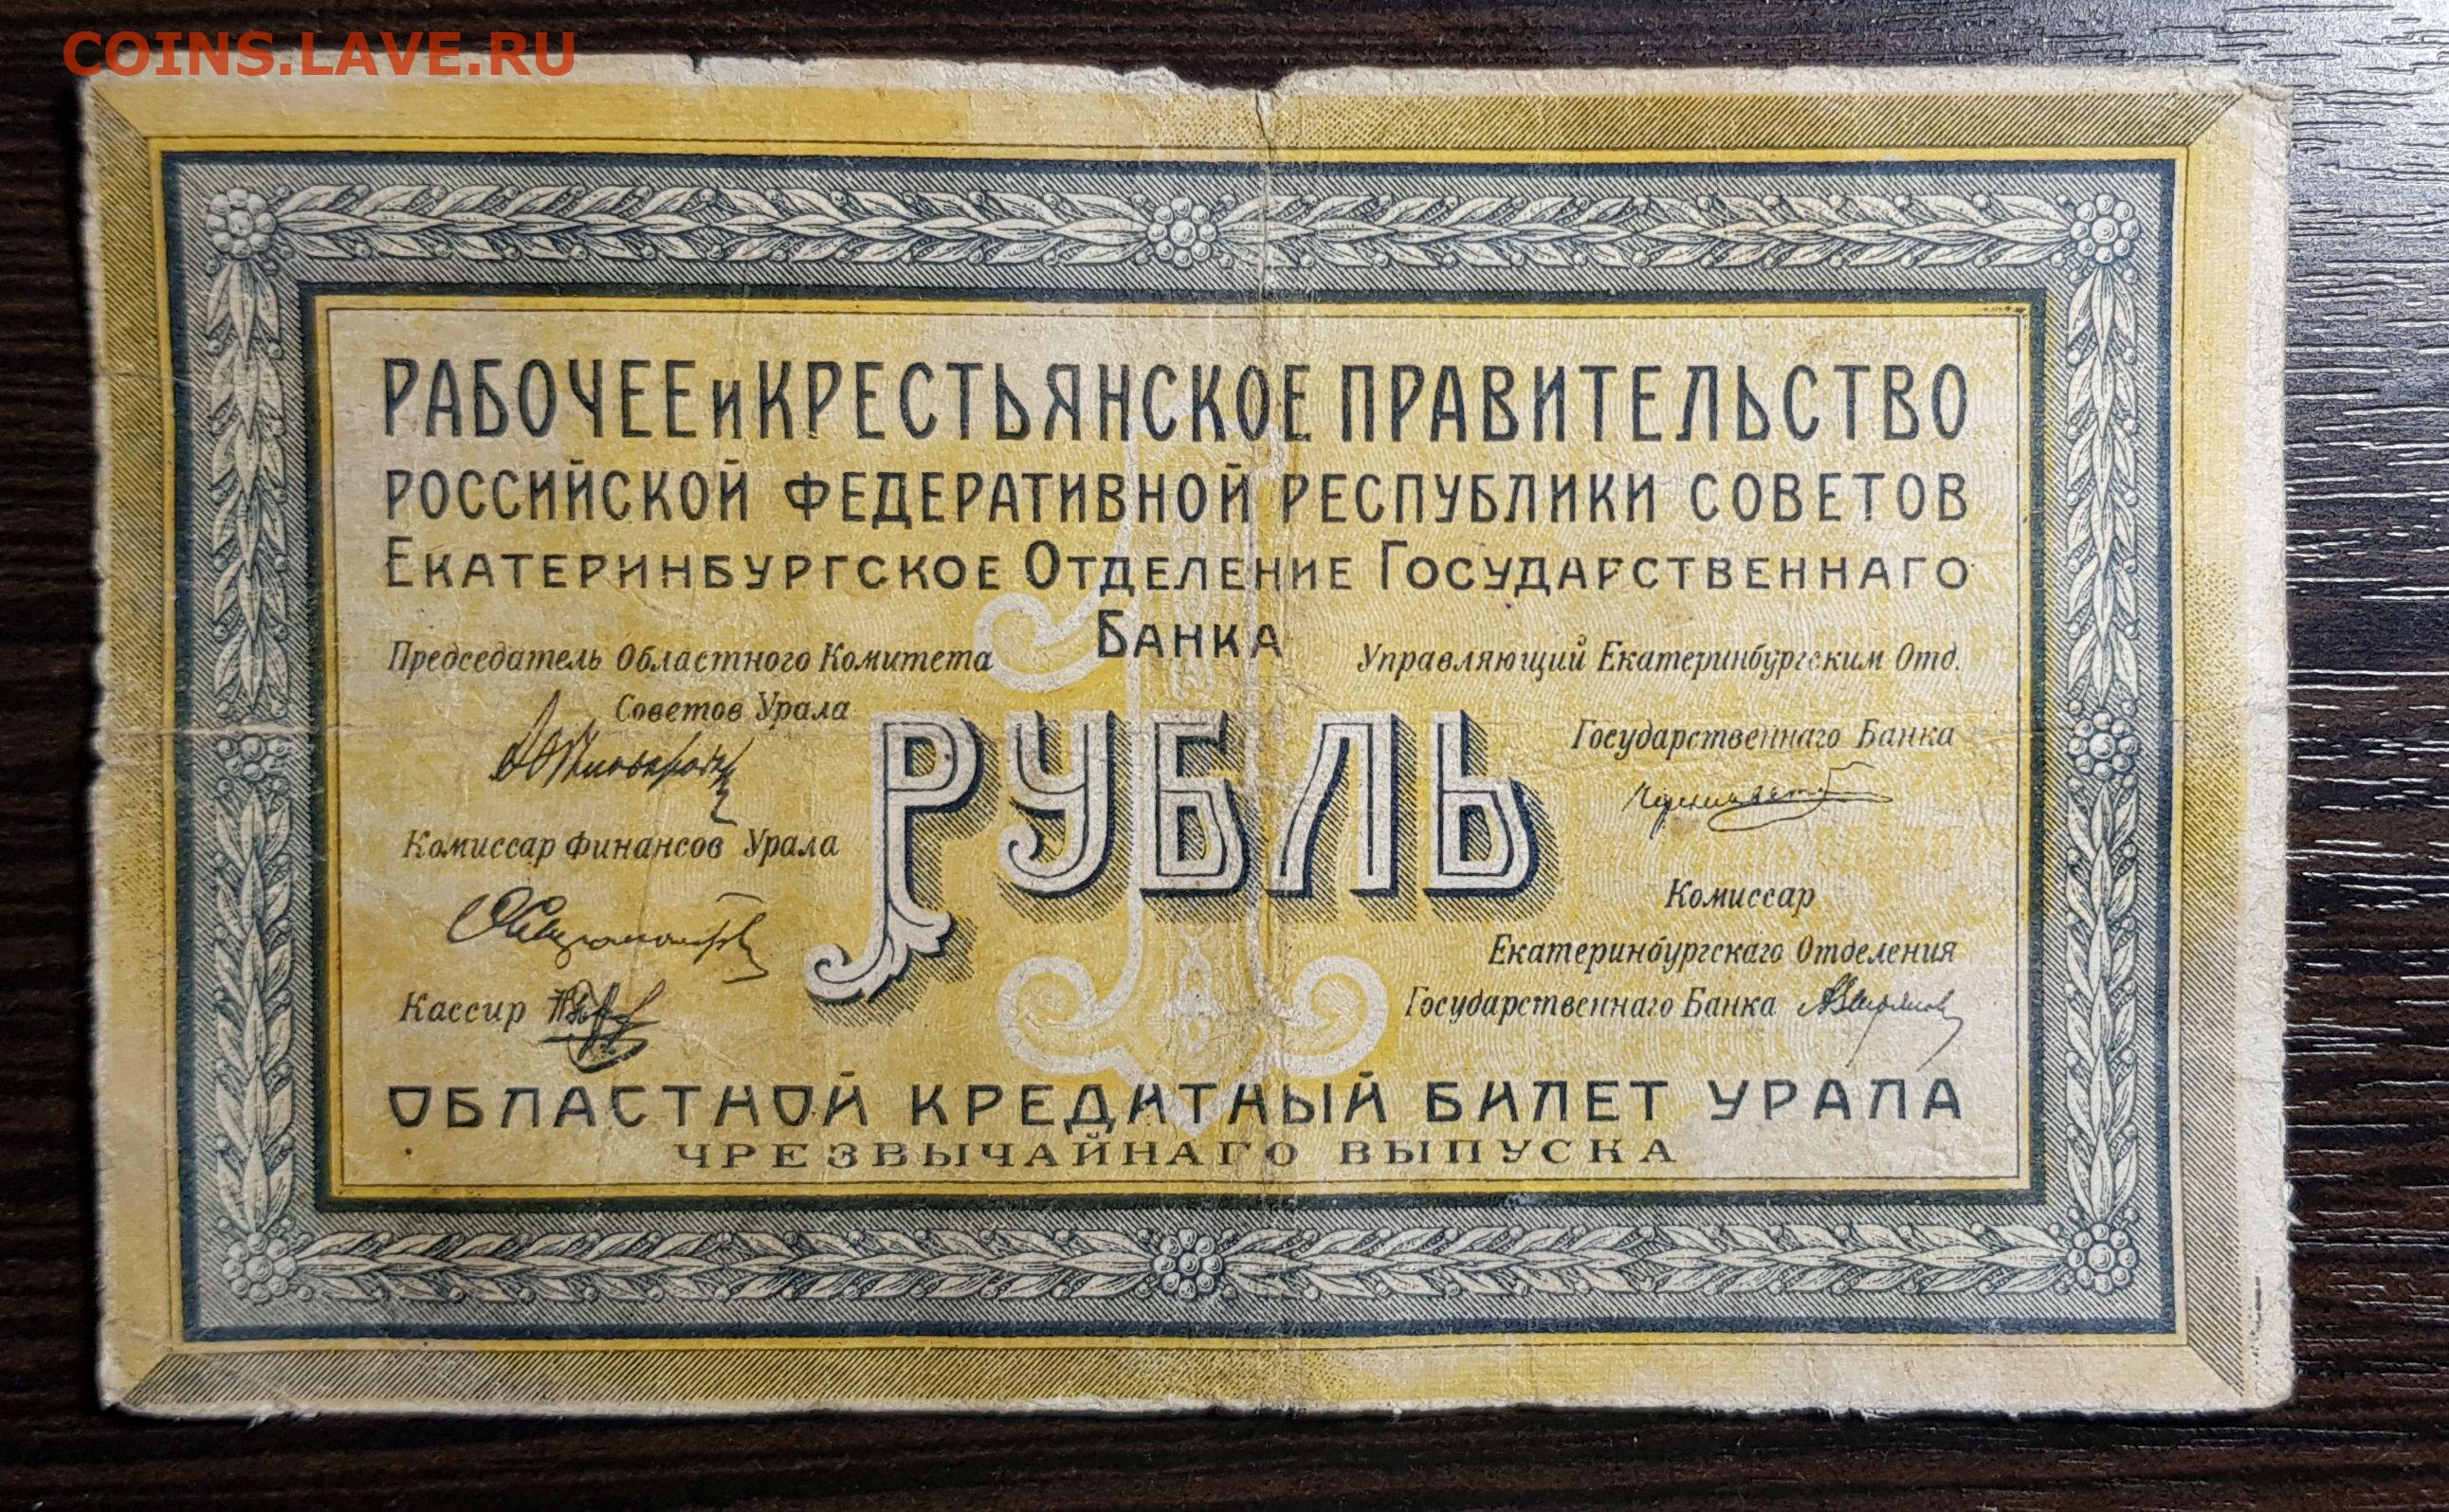 COINS.LAVE.RU
РАБОЧЕЕ и КРЕСТЬЯНСКОЕ ПРАВИТЕЛЬСТВО
РОССИЙСКОЙ ФЕДЕРАТИВНОЙ РЕСПУБЛИКИ СОВЕТОВ
ЕКАТЕРИНБУРГСКОЕ ОТДЕЛЕНИЕ ГОСУДАРСТВЕННАГО
БАНКА
Председатель Областного Комитета
Советов Урала
Управляющий Екатеринбургским Отд.
Государственнаго Банка
РУБЛЬ
Комиссар Финансов Урала
Кассир
Комиссар
Екатеринбургскаго Отделения
Государственнаго Банка
ОБЛАСТНОЙ КРЕДИТНЫЙ БИЛЕТ УРАЛА
ЧРЕЗВЫЧАЙНАГО ВЫПУСКА